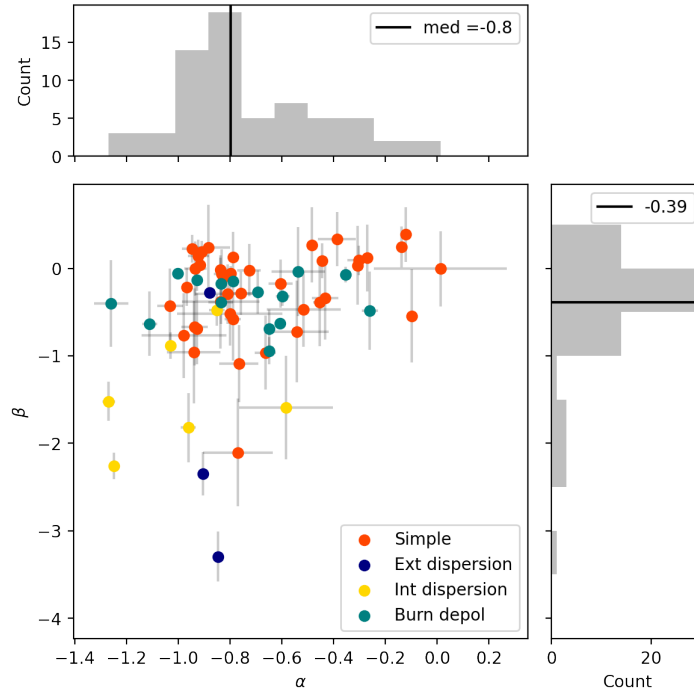 15
10
5
0
Count
med =-0.8
-0.39
0
−1
−2
−3
−4
β
Simple
Ext dispersion
Int dispersion
Burn depol
−1.4 −1.2 −1.0 −0.8 −0.6 −0.4 −0.2 0.0 0.2
α
0 20
Count